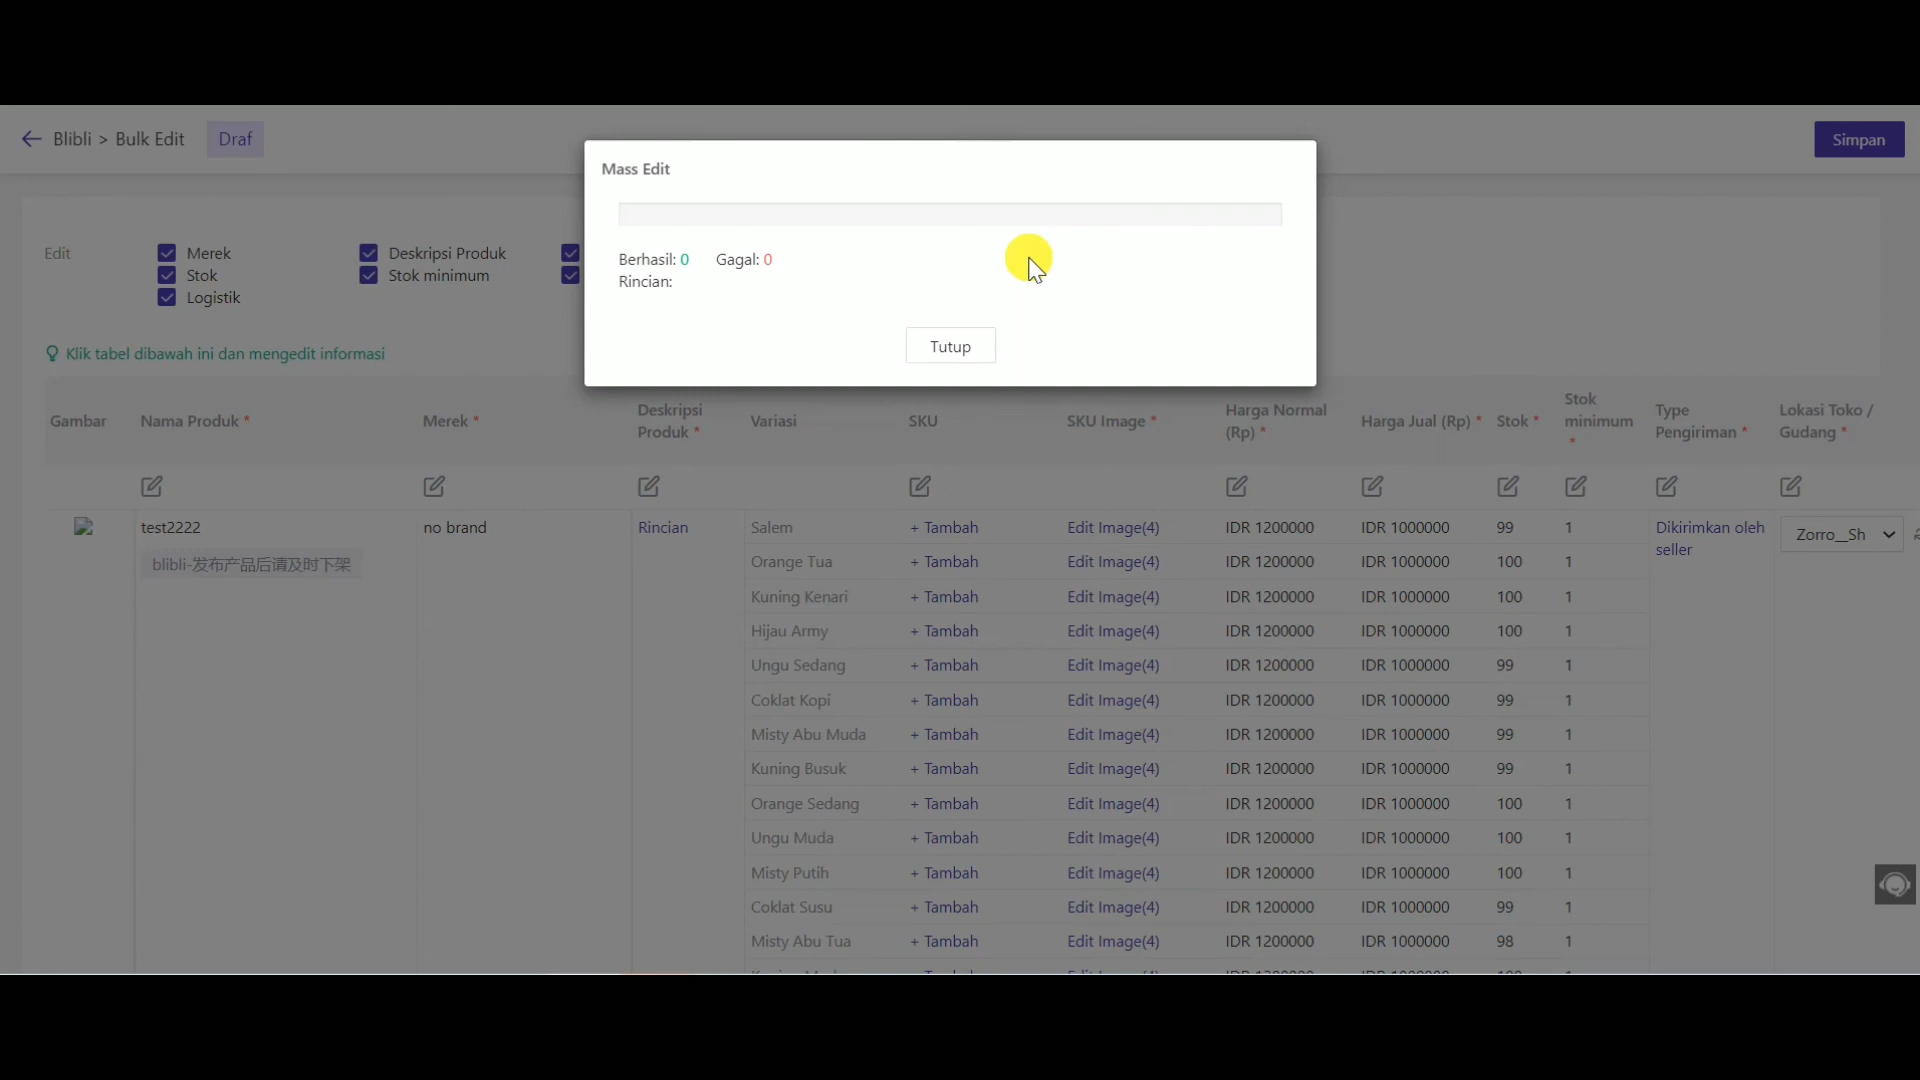 Blibli > Bulk Edit Draf
Simpan
Mass Edit
Berhasil: 0 Gagal: 0
Rincian:
Tutup
Edit
Merek
Deskripsi Produk
Stok
Stok minimum
Logistik
Klik tabel dibawah ini dan mengedit informasi
Gambar Nama Produk * Merek * Deskripsi Produk * Variasi SKU SKU Image * Harga Normal (Rp) * Harga Jual (Rp) * Stok * Stok minimum * Type Pengiriman * Lokasi Toko / Gudang *
test2222 no brand Rincian Salem + Tambah Edit Image(4) IDR 1200000 IDR 1000000 99 1 Dikirimkan oleh seller Zorro__Sh
blibli-发布产品后请及时下架
Orange Tua + Tambah Edit Image(4) IDR 1200000 IDR 1000000 100 1
Kuning Kenari + Tambah Edit Image(4) IDR 1200000 IDR 1000000 100 1
Hijau Army + Tambah Edit Image(4) IDR 1200000 IDR 1000000 100 1
Ungu Sedang + Tambah Edit Image(4) IDR 1200000 IDR 1000000 99 1
Coklat Kopi + Tambah Edit Image(4) IDR 1200000 IDR 1000000 99 1
Misty Abu Muda + Tambah Edit Image(4) IDR 1200000 IDR 1000000 99 1
Kuning Busuk + Tambah Edit Image(4) IDR 1200000 IDR 1000000 99 1
Orange Sedang + Tambah Edit Image(4) IDR 1200000 IDR 1000000 100 1
Ungu Muda + Tambah Edit Image(4) IDR 1200000 IDR 1000000 100 1
Misty Putih + Tambah Edit Image(4) IDR 1200000 IDR 1000000 100 1
Coklat Susu + Tambah Edit Image(4) IDR 1200000 IDR 1000000 99 1
Misty Abu Tua + Tambah Edit Image(4) IDR 1200000 IDR 1000000 98 1